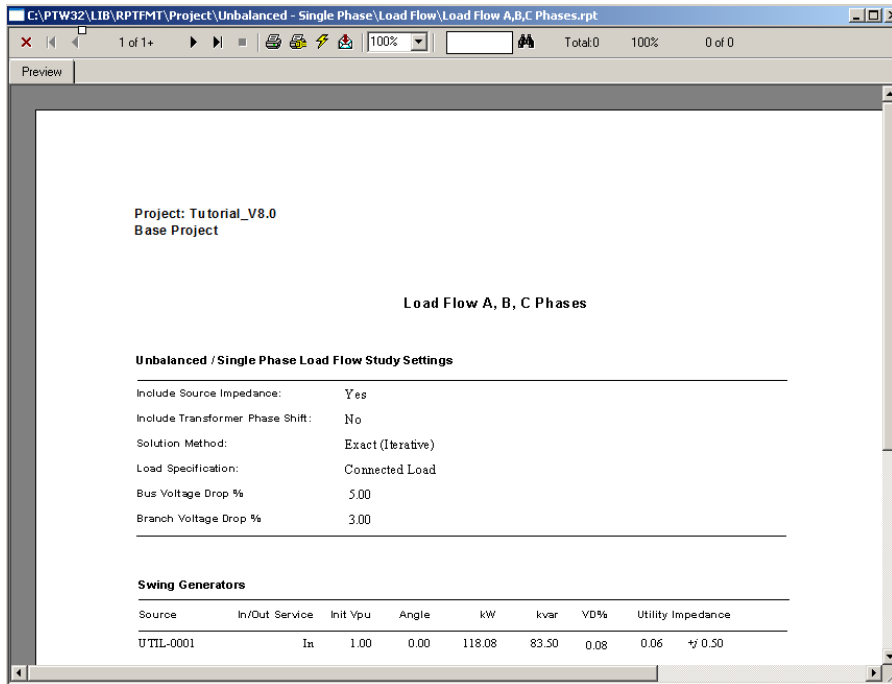 C:\PTW32\LIB\RPTFMT\Project\Unbalanced - Single Phase\Load Flow\Load Flow A,B,C Phases.rpt
1 of 1+ 100% Total:0 100% 0 of 0
Preview
Project: Tutorial_V8.0
Base Project
Load Flow A, B, C Phases
Unbalanced / Single Phase Load Flow Study Settings
Include Source Impedance: Yes
Include Transformer Phase Shift: No
Solution Method: Exact (Iterative)
Load Specification: Connected Load
Bus Voltage Drop % 5.00
Branch Voltage Drop % 3.00
Swing Generators
Source In/Out Service Init Vpu Angle kW kvar VD% Utility Impedance
UTIL-0001 In 1.00 0.00 118.08 83.50 0.08 0.06 +j 0.50